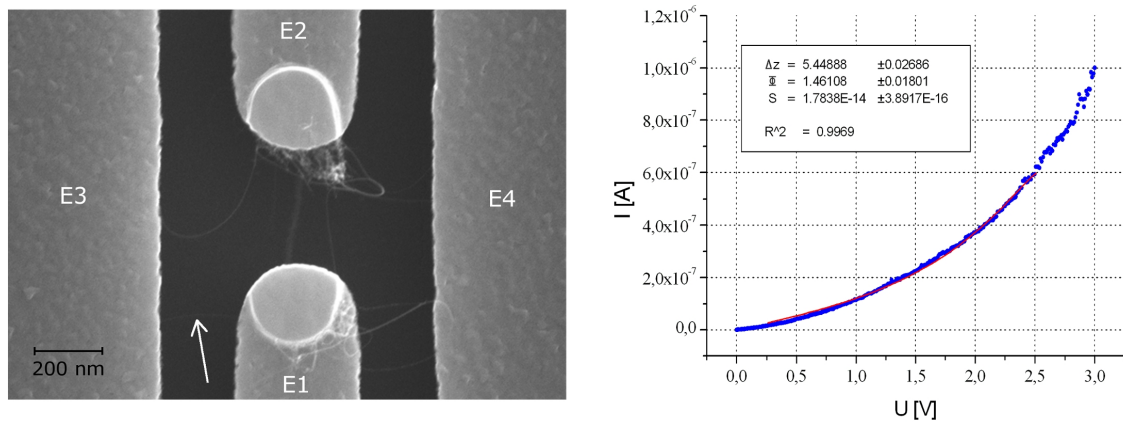 E2
E3
E4
E1
200 nm
1,2x10⁻⁶
1,0x10⁻⁶
8,0x10⁻⁷
6,0x10⁻⁷
4,0x10⁻⁷
2,0x10⁻⁷
0,0
I [A]
Δz = 5.44888 ±0.02686
Φ = 1.46108 ±0.01801
S = 1.7838E-14 ±3.8917E-16
R^2 = 0.9969
0,0 0,5 1,0 1,5 2,0 2,5 3,0
U [V]